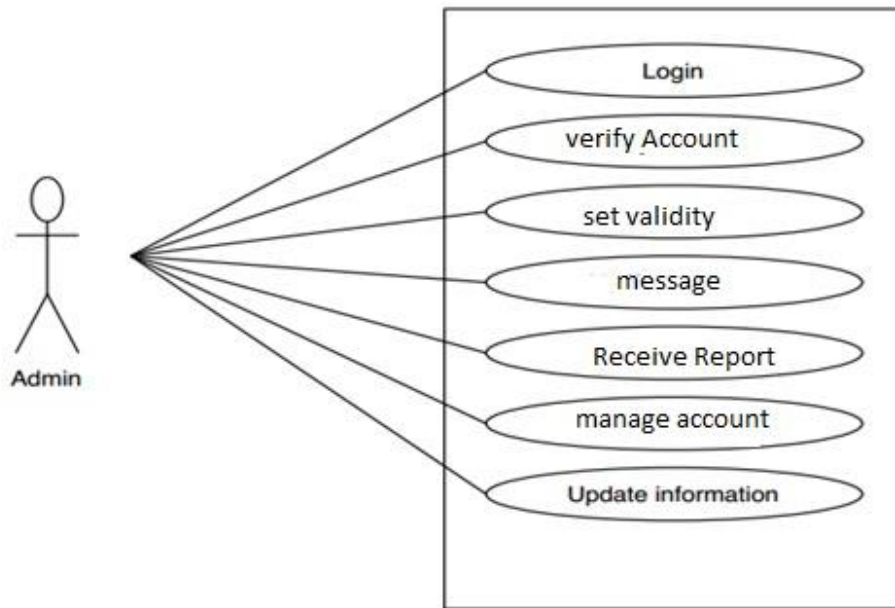 Login
verify Account
set validity
message
Receive Report
manage account
Update information
Admin